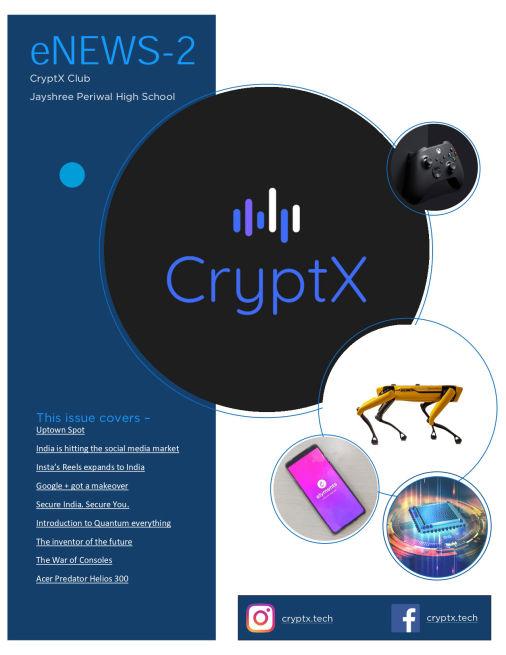 eNEWS-2
CryptX Club
Jayshree Periwal High School
CryptX
This issue covers –
Uptown Spot
India is hitting the social media market
Insta's Reels expands to India
Google + got a makeover
Secure India, Secure You.
Introduction to Quantum everything
The inventor of the future
The War of Consoles
Acer Predator Helios 300
elyments
cryptx.tech
cryptx.tech